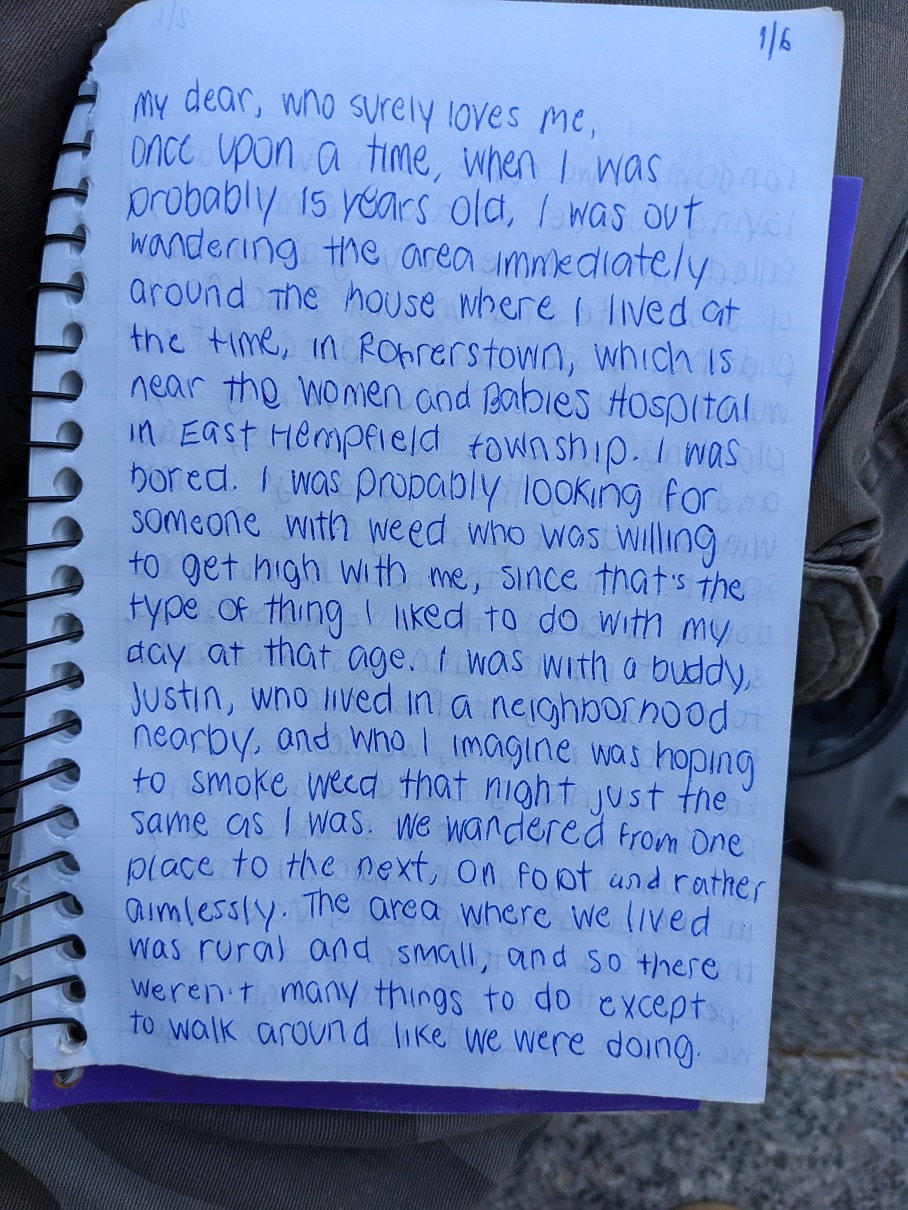 1/6
my dear, who surely loves me,
once upon a time, when I was
probably 15 years old, I was out
wandering the area immediately
around the house where I lived at
the time, in Rohrerstown, which is
near the Women and Babies Hospital
in East Hempfield township. I was
bored. I was probably looking for
someone with weed who was willing
to get high with me, since that's the
type of thing I liked to do with my
day at that age. I was with a buddy,
Justin, who lived in a neighborhood
nearby, and who I imagine was hoping
to smoke weed that night just the
same as I was. We wandered from one
place to the next, on foot and rather
aimlessly. The area where we lived
was rural and small, and so there
weren't many things to do except
to walk around like we were doing.